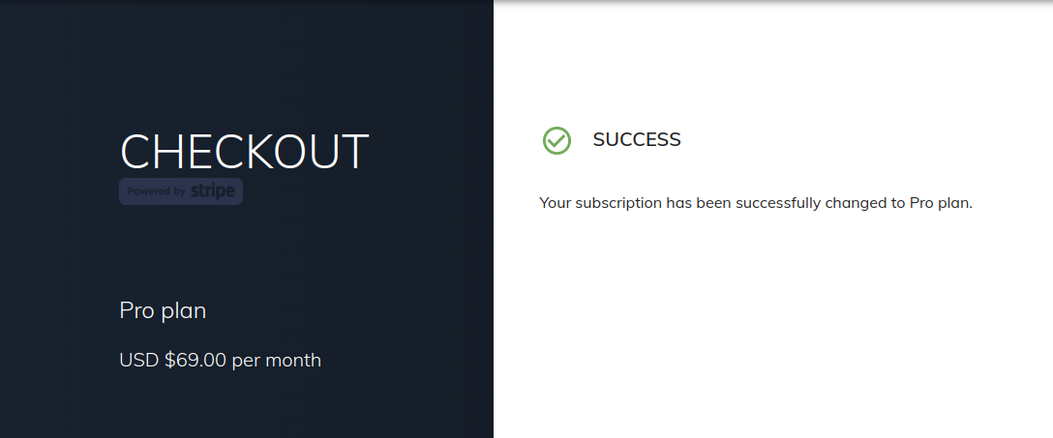 CHECKOUT
Powered by stripe
Pro plan
USD $69.00 per month
SUCCESS
Your subscription has been successfully changed to Pro plan.